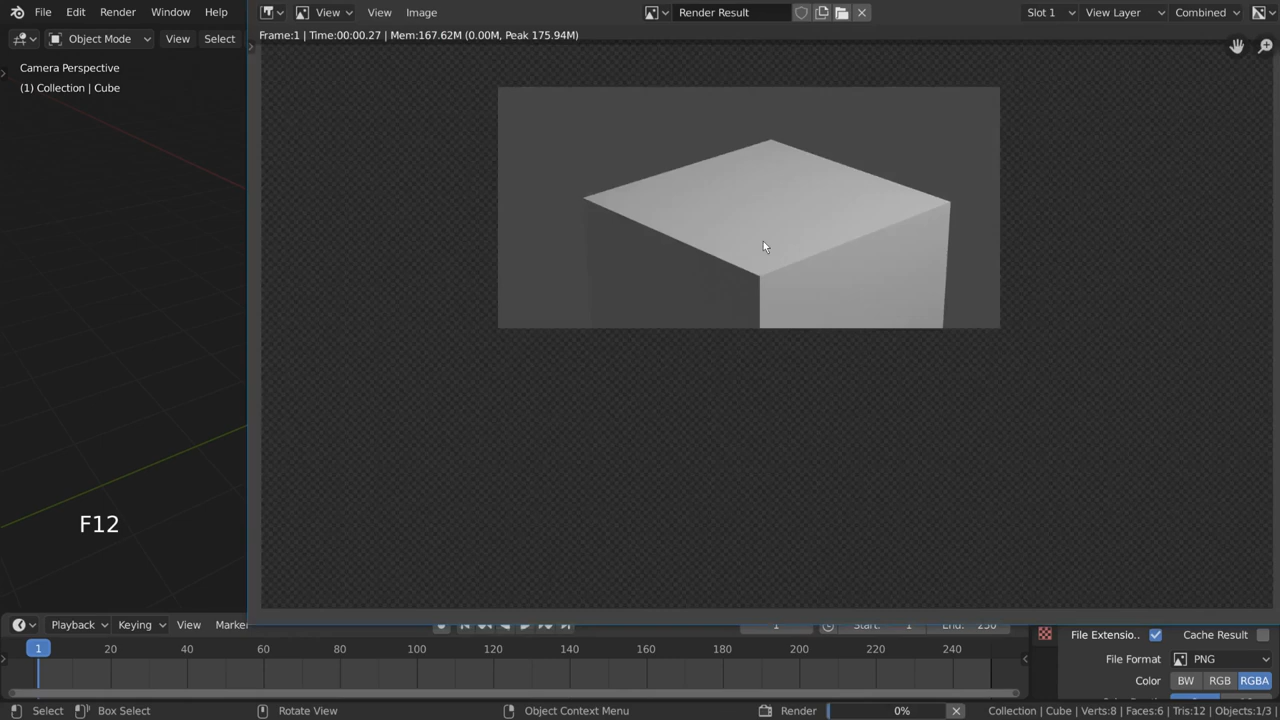 File Edit Render Window Help
View View Image Render Result Slot 1 View Layer Combined
Object Mode View Select
Frame:1 | Time:00:00.27 | Mem:167.62M (0.00M, Peak 175.94M)
Camera Perspective
(1) Collection | Cube
F12
Playback Keying View Marker 1 Start: 1 End: 250
1 20 40 60 80 100 120 140 160 180 200 220 240
File Extensio.. Cache Result
File Format PNG
Color BW RGB RGBA
Select Box Select Rotate View Object Context Menu Render 0% Collection | Cube | Verts:8 | Faces:6 | Tris:12 | Objects:1/3